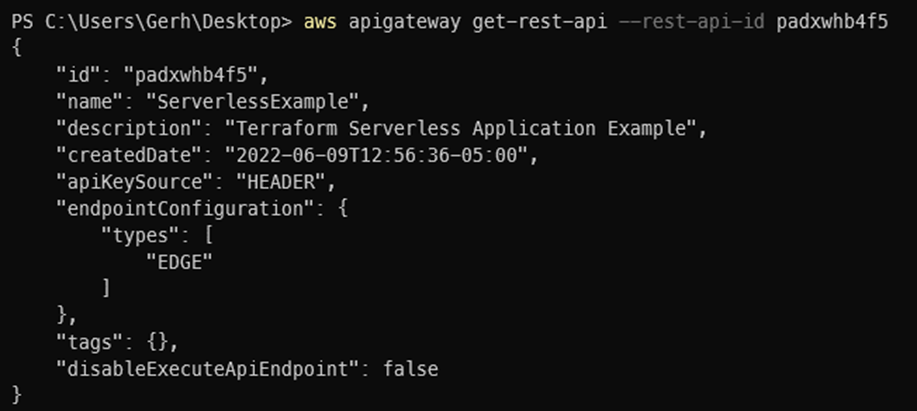 PS C:\Users\Gerh\Desktop> aws apigateway get-rest-api --rest-api-id padxwhb4f5
{
    "id": "padxwhb4f5",
    "name": "ServerlessExample",
    "description": "Terraform Serverless Application Example",
    "createdDate": "2022-06-09T12:56:36-05:00",
    "apiKeySource": "HEADER",
    "endpointConfiguration": {
        "types": [
            "EDGE"
        ]
    },
    "tags": {},
    "disableExecuteApiEndpoint": false
}